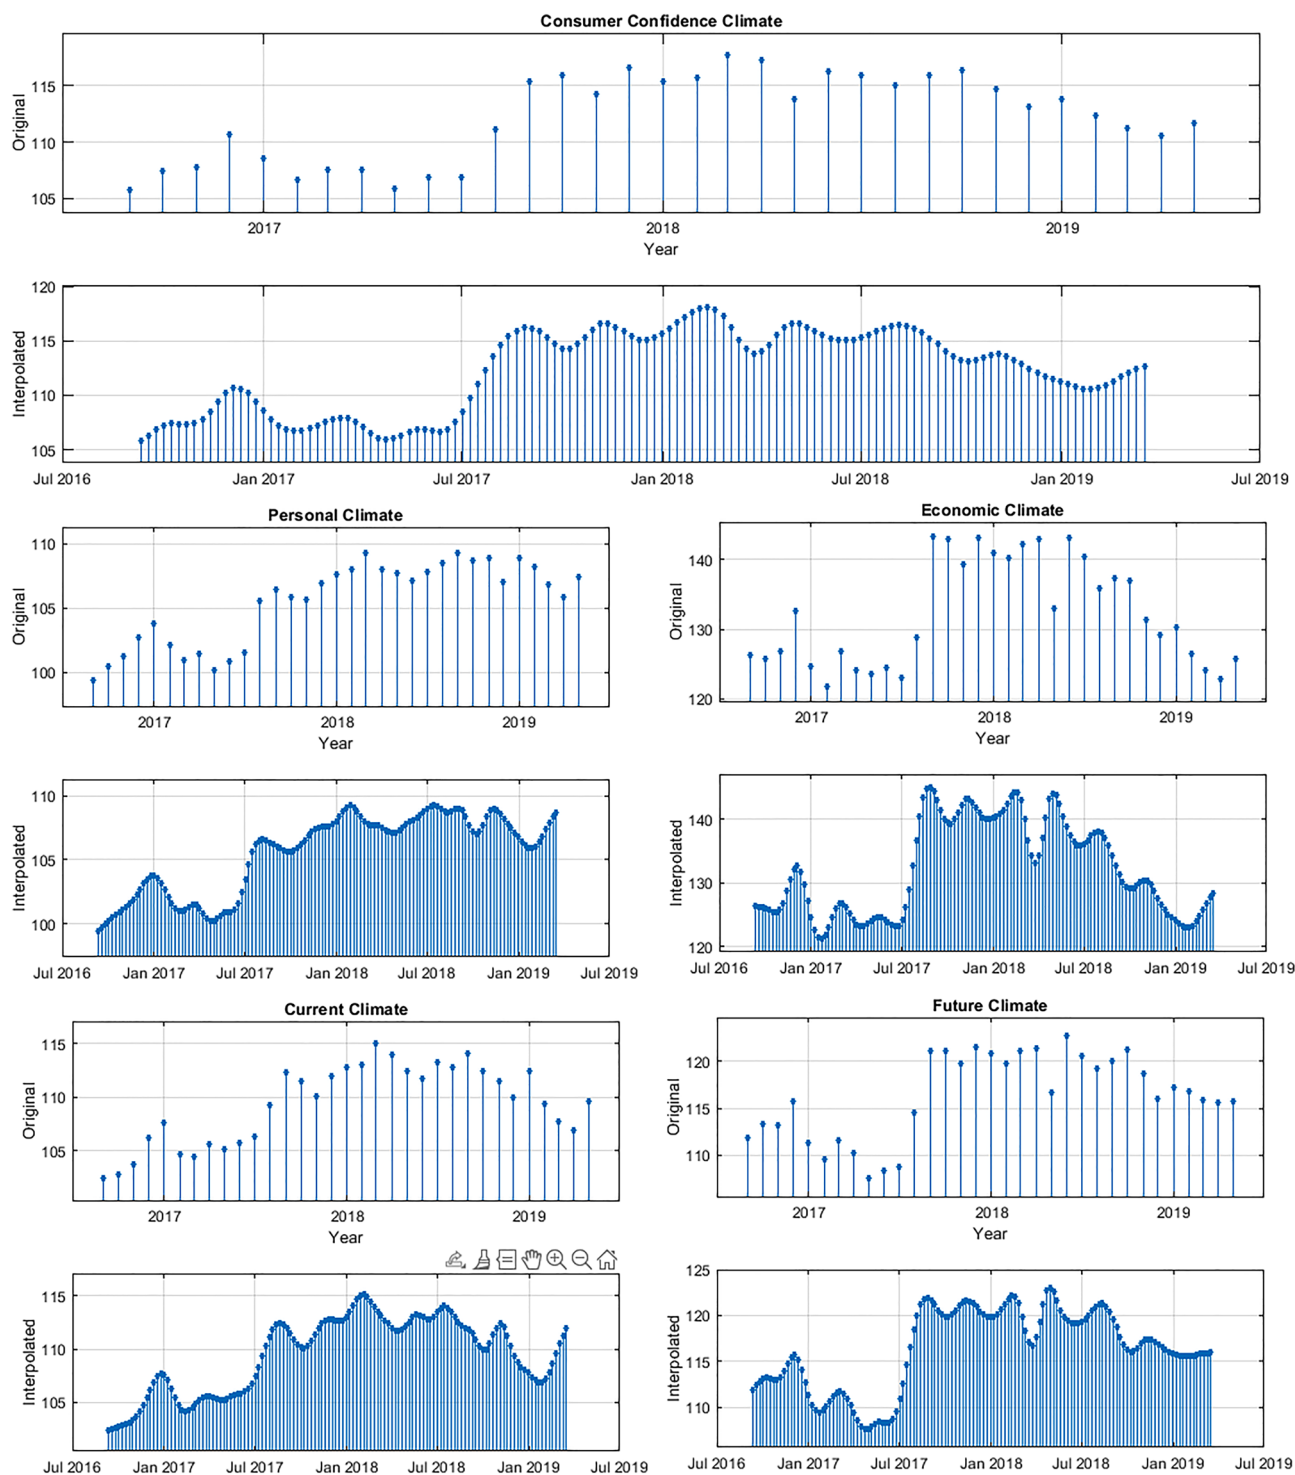 Consumer Confidence Climate
115
110
105
Original
2017 2018 2019
Year
120
115
110
105
Interpolated
Jul 2016 Jan 2017 Jul 2017 Jan 2018 Jul 2018 Jan 2019 Jul 2019
Personal Climate
110
105
100
Original
2017 2018 2019
Year
110
105
100
Interpolated
Jul 2016 Jan 2017 Jul 2017 Jan 2018 Jul 2018 Jan 2019 Jul 2019
Economic Climate
140
130
120
Original
2017 2018 2019
Year
140
130
120
Interpolated
Jul 2016 Jan 2017 Jul 2017 Jan 2018 Jul 2018 Jan 2019 Jul 2019
Current Climate
115
110
105
Original
2017 2018 2019
Year
115
110
105
Interpolated
Jul 2016 Jan 2017 Jul 2017 Jan 2018 Jul 2018 Jan 2019 Jul 2019
Future Climate
120
115
110
Original
2017 2018 2019
Year
125
120
115
110
Interpolated
Jul 2016 Jan 2017 Jul 2017 Jan 2018 Jul 2018 Jan 2019 Jul 2019